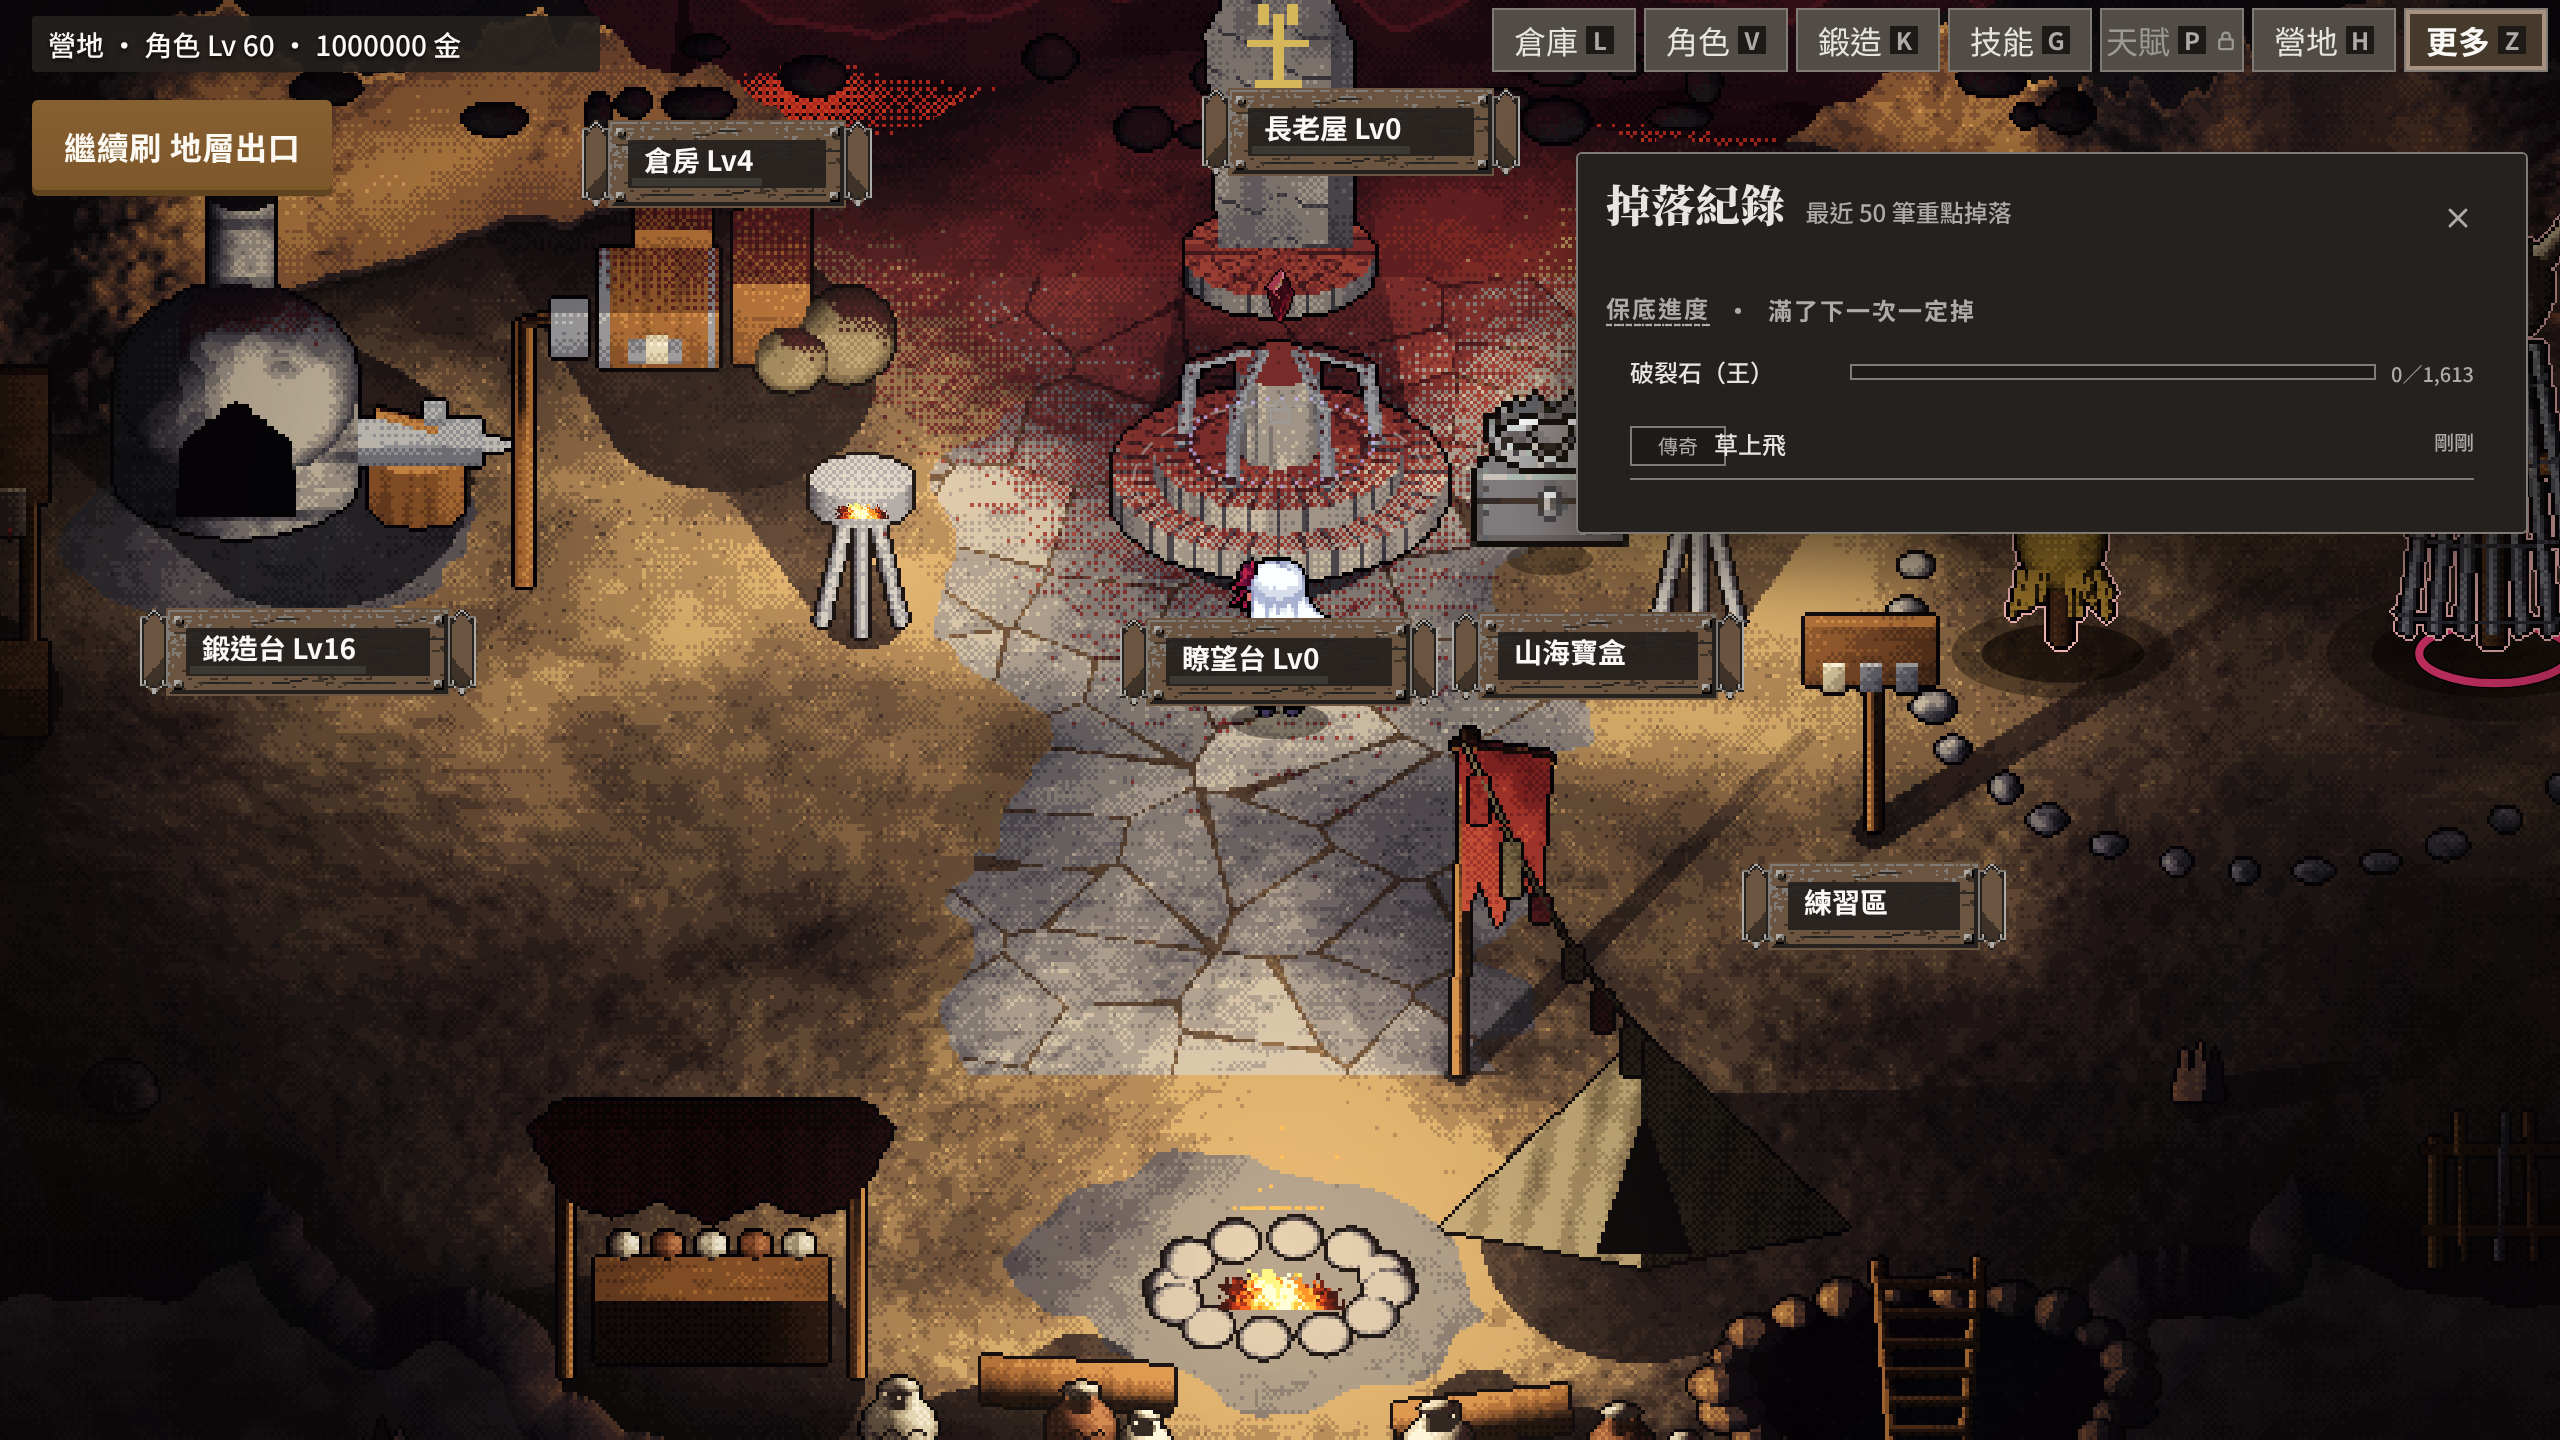 營地 • 角色 Lv 60 • 1000000 金
倉庫 L
角色 V
鍛造 K
技能 G
天賦 P
營地 H
更多 Z
繼續刷 地層出口
倉房 Lv4
長老屋 Lv0
掉落紀錄 最近 50 筆重點掉落
保底進度 • 滿了下一次一定掉
破裂石（王） 0／1,613
傳奇 草上飛 剛剛
鍛造台 Lv16
瞭望台 Lv0
山海寶盒
練習區